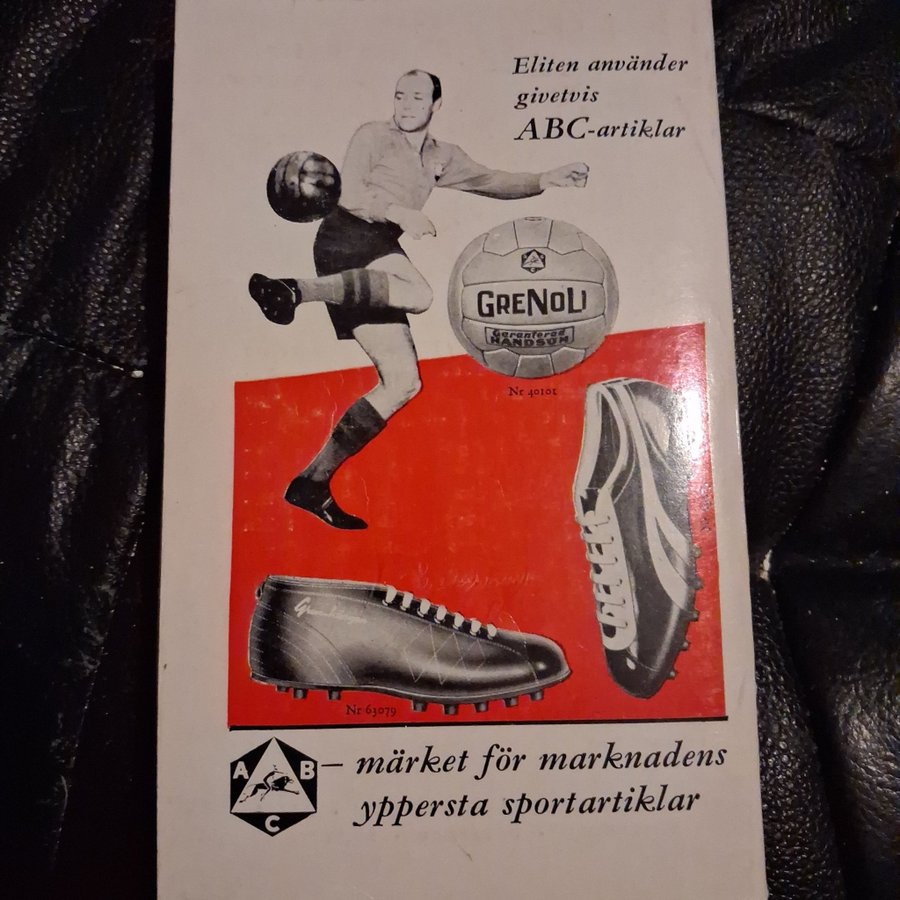 Eliten använder
givetvis
ABC-artiklar
GRENOLI
Garanterad
HANDSÖM
Nr 40101
Nr 63079
A B
C
– märket för marknadens
yppersta sportartiklar